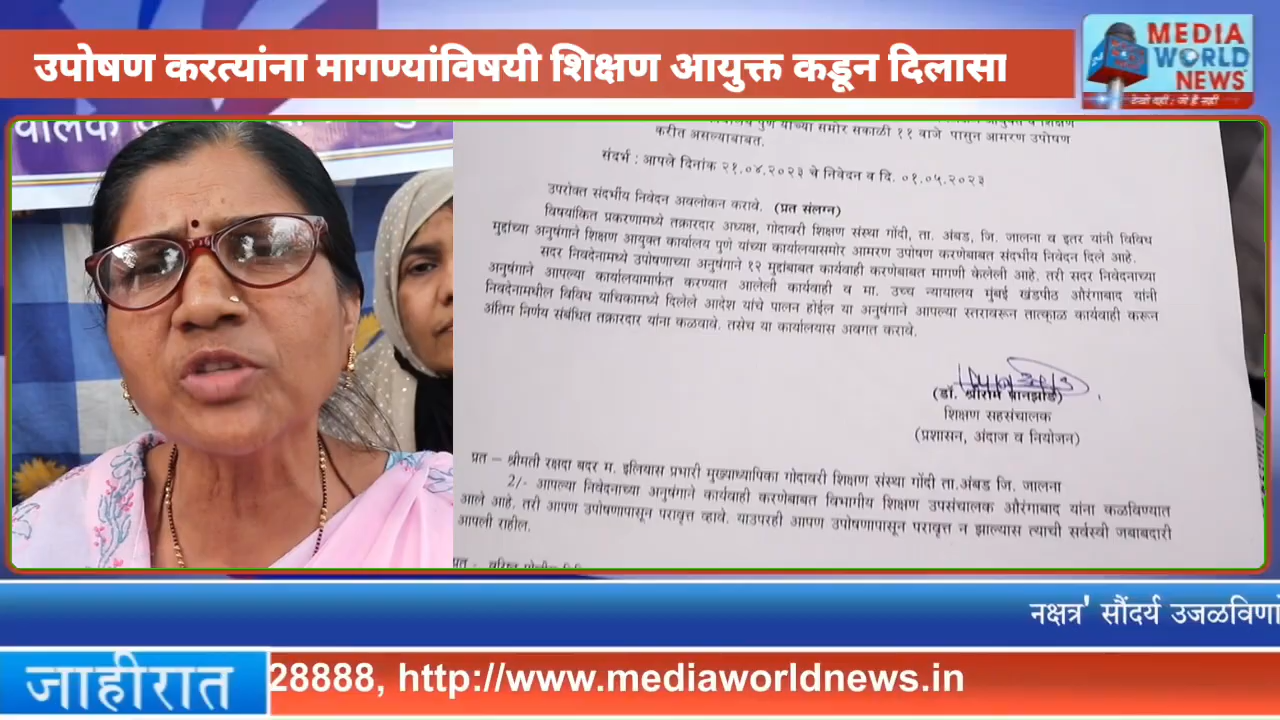 उपोषण करत्यांना मागण्यांविषयी शिक्षण आयुक्त कडून दिलासा
MEDIA
WORLD
NEWS
देखो वही : जो है सही
करीत असल्याबाबत.
संदर्भ : आपले दिनांक २१.०४.२०२३ चे निवेदन व दि. ०१.०५.२०२३
उपरोक्त संदर्भीय निवेदन अवलोकन करावे. (प्रत संलग्न)
विषयांकित प्रकरणामध्ये तक्रारदार अध्यक्ष, गोदावरी शिक्षण संस्था गोंदी, ता. अंबड, जि. जालना व इतर यांनी विविध
मुद्दांच्या अनुषंगाने शिक्षण आयुक्त कार्यालय पुणे यांच्या कार्यालयासमोर आमरण उपोषण करणेबाबत संदर्भीय निवेदन दिले आहे.
सदर निवदेनामध्ये उपोषणाच्या अनुषंगाने १२ मुद्दांबाबत कार्यवाही करणेबाबत मागणी केलेली आहे. तरी सदर निवेदनाच्या
अनुषंगाने आपल्या कार्यालयामार्फत करण्यात आलेली कार्यवाही व मा. उच्च न्यायालय मुंबई खंडपीठ औरंगाबाद यांनी
निवदेनामधील विविध याचिकामध्ये दिलेले आदेश यांचे पालन होईल या अनुषंगाने आपल्या स्तरावरून तात्काळ कार्यवाही करून
अंतिम निर्णय संबंधित तक्रारदार यांना कळवावे. तसेच या कार्यालयास अवगत करावे.
(डॉ. श्रीराम पानझाडे)
शिक्षण सहसंचालक
(प्रशासन, अंदाज व नियोजन)
प्रत – श्रीमती रक्षदा बदर म. इलियास प्रभारी मुख्याध्यापिका गोदावरी शिक्षण संस्था गोंदी ता.अंबड जि. जालना
2/- आपल्या निवेदनाच्या अनुषंगाने कार्यवाही करणेबाबत विभागीय शिक्षण उपसंचालक औरंगाबाद यांना कळविण्यात
आले आहे, तरी आपण उपोषणापासून परावृत्त व्हावे. याउपरही आपण उपोषणापासून परावृत्त न झाल्यास त्याची सर्वस्वी जबाबदारी
आपली राहील.
नक्षत्र' सौंदर्य उजळविणा
जाहीरात
28888, http://www.mediaworldnews.in